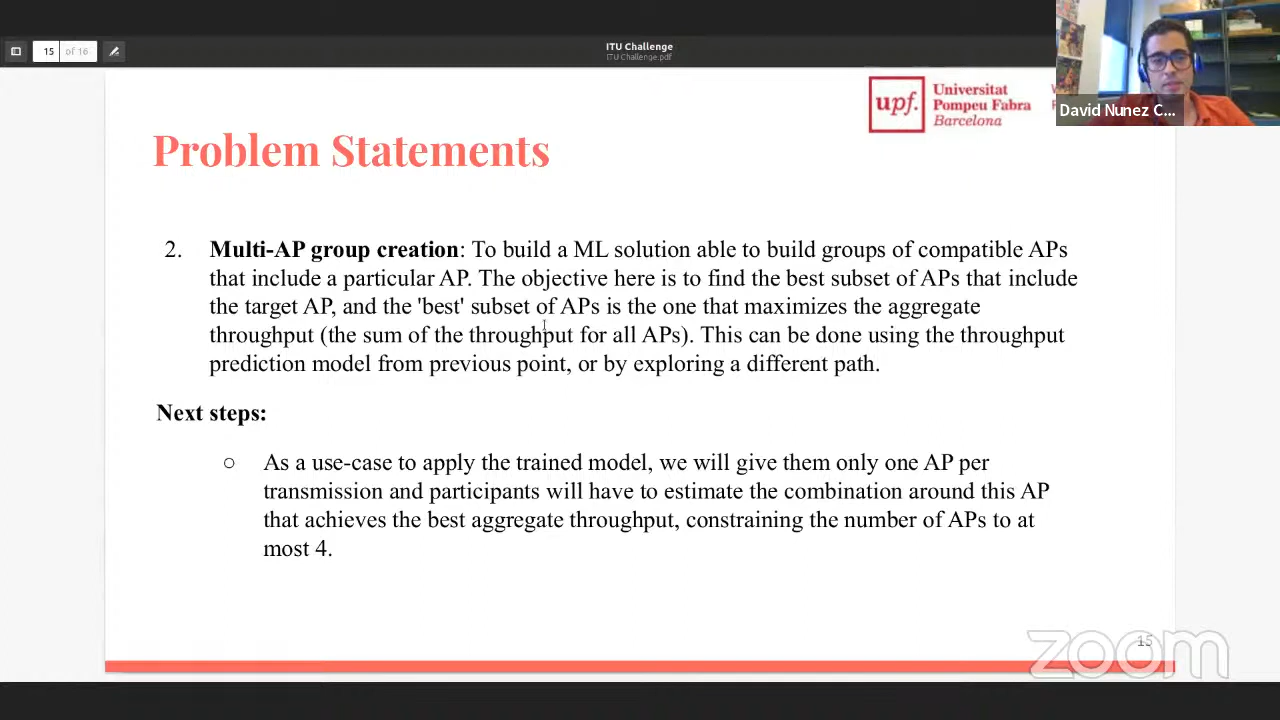 15 of 16
ITU Challenge
ITU Challenge.pdf
upf.
Universitat
Pompeu Fabra
Barcelona
David Nunez C...
Problem Statements
2. Multi-AP group creation: To build a ML solution able to build groups of compatible APs
that include a particular AP. The objective here is to find the best subset of APs that include
the target AP, and the 'best' subset of APs is the one that maximizes the aggregate
throughput (the sum of the throughput for all APs). This can be done using the throughput
prediction model from previous point, or by exploring a different path.
Next steps:
○ As a use-case to apply the trained model, we will give them only one AP per
transmission and participants will have to estimate the combination around this AP
that achieves the best aggregate throughput, constraining the number of APs to at
most 4.
15
zoom